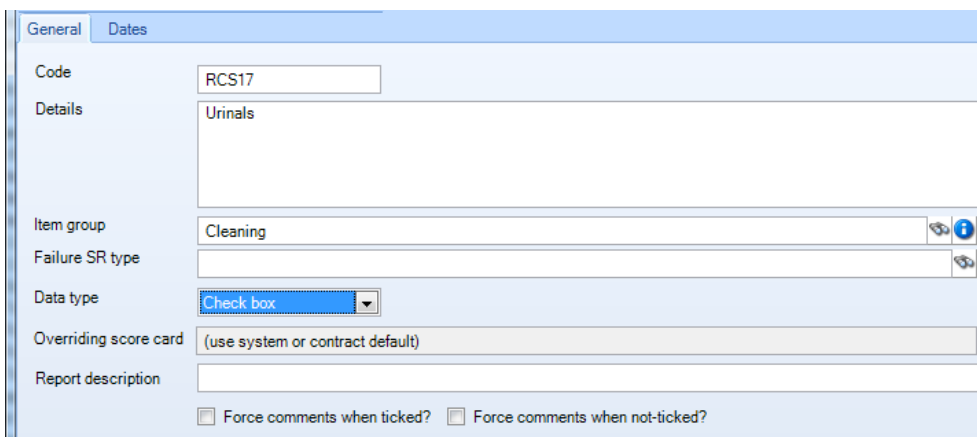 General Dates
Code RCS17
Details Urinals
Item group Cleaning
Failure SR type
Data type Check box
Overriding score card (use system or contract default)
Report description
Force comments when ticked? Force comments when not-ticked?